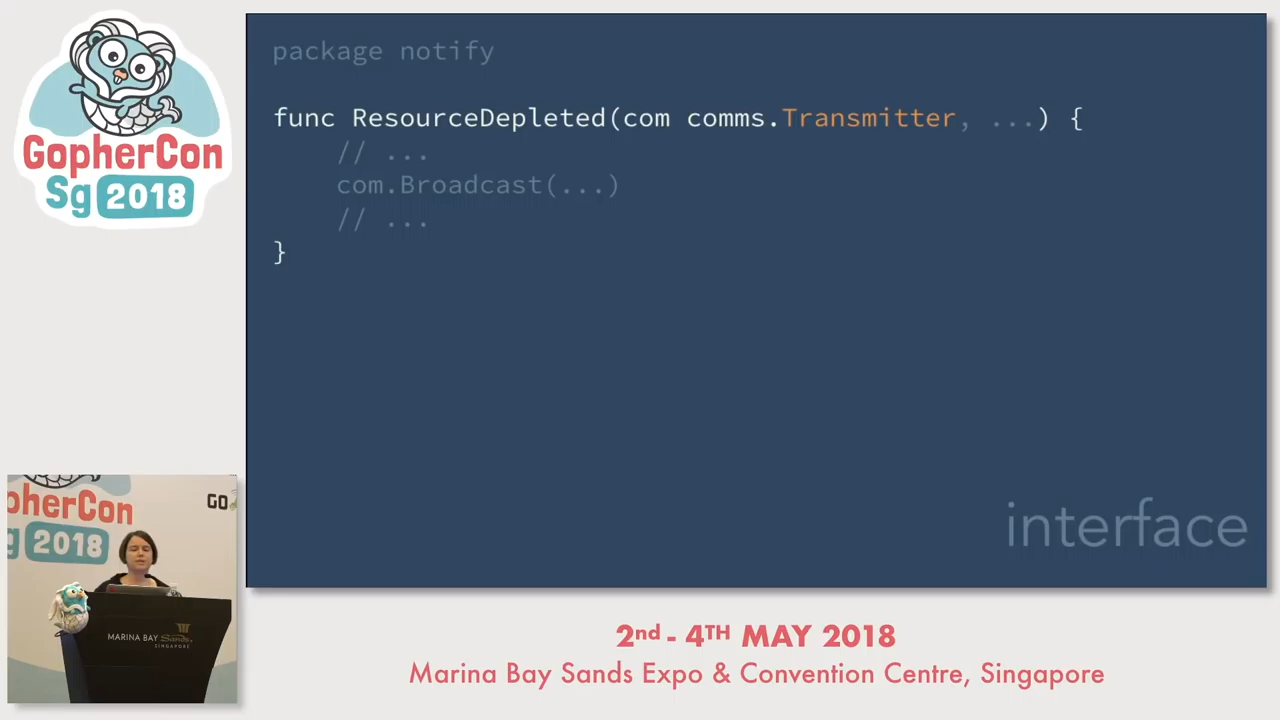 GopherCon
Sg 2018
package notify
func ResourceDepleted(com comms.Transmitter, ...) {
// ...
com.Broadcast(...)
// ...
}
interface
pherCon
g 2018
GO
MARINA BAY Sands
SINGAPORE
2nd - 4TH MAY 2018
Marina Bay Sands Expo & Convention Centre, Singapore